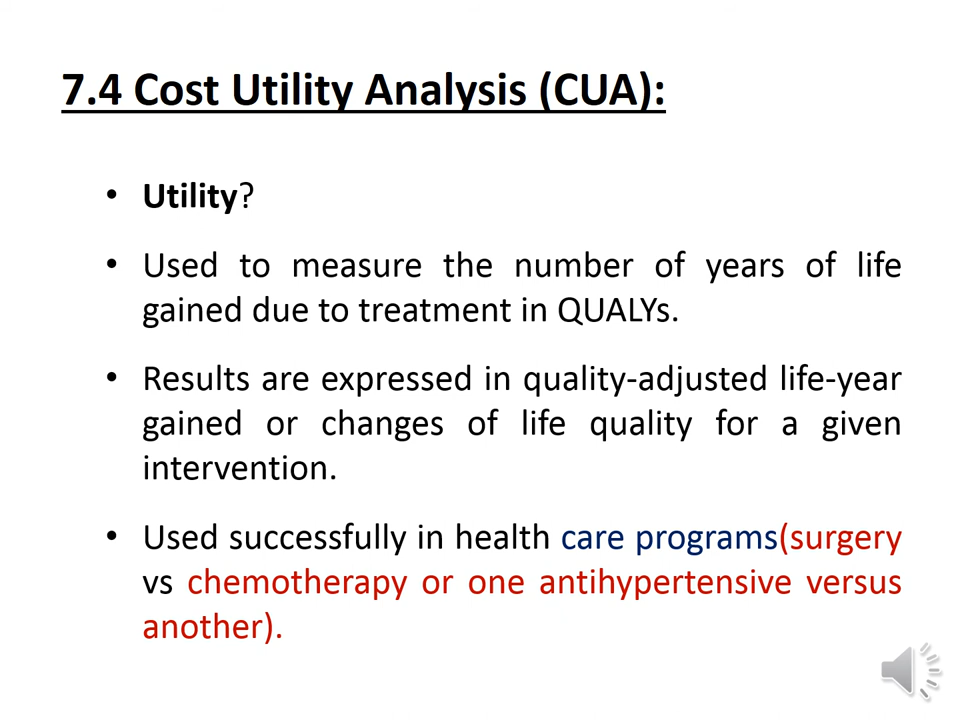 7.4 Cost Utility Analysis (CUA):
• Utility?
• Used to measure the number of years of life
gained due to treatment in QUALYs.
• Results are expressed in quality-adjusted life-year
gained or changes of life quality for a given
intervention.
• Used successfully in health care programs(surgery
vs chemotherapy or one antihypertensive versus
another).